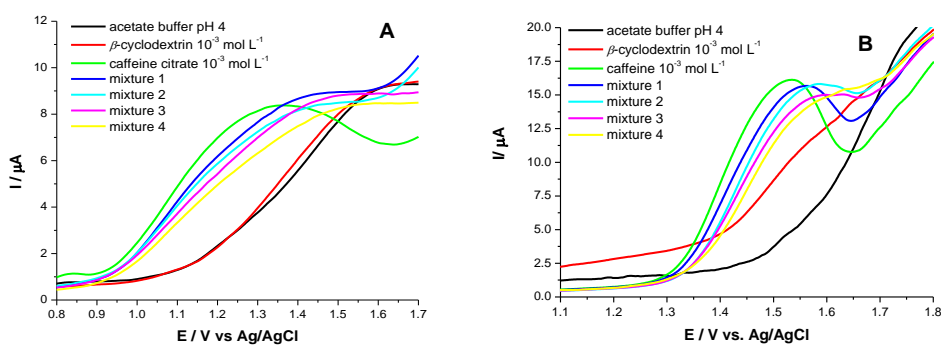 A
acetate buffer pH 4
β-cyclodextrin 10⁻³ mol L⁻¹
caffeine citrate 10⁻³ mol L⁻¹
mixture 1
mixture 2
mixture 3
mixture 4
I / µA
12
10
8
6
4
2
0
0.8 0.9 1.0 1.1 1.2 1.3 1.4 1.5 1.6 1.7
E / V vs Ag/AgCl
B
acetate buffer pH 4
β-cyclodextrin 10⁻³ mol L⁻¹
caffeine 10⁻³ mol L⁻¹
mixture 1
mixture 2
mixture 3
mixture 4
I/ µA
20.0
17.5
15.0
12.5
10.0
7.5
5.0
2.5
0.0
1.1 1.2 1.3 1.4 1.5 1.6 1.7 1.8
E / V vs. Ag/AgCl